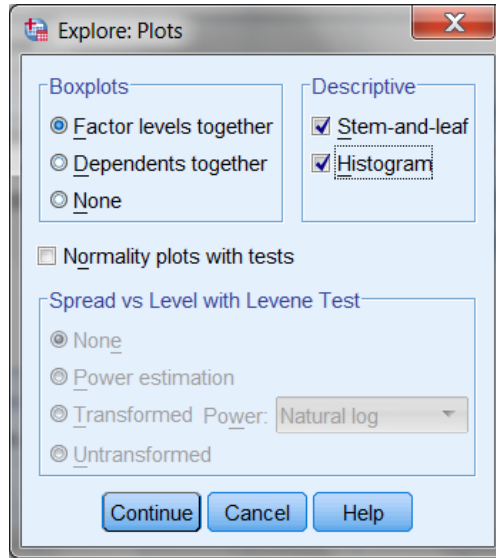 Explore: Plots
Boxplots
Factor levels together
Dependents together
None
Descriptive
Stem-and-leaf
Histogram
Normality plots with tests
Spread vs Level with Levene Test
None
Power estimation
Transformed Power: Natural log
Untransformed
Continue Cancel Help